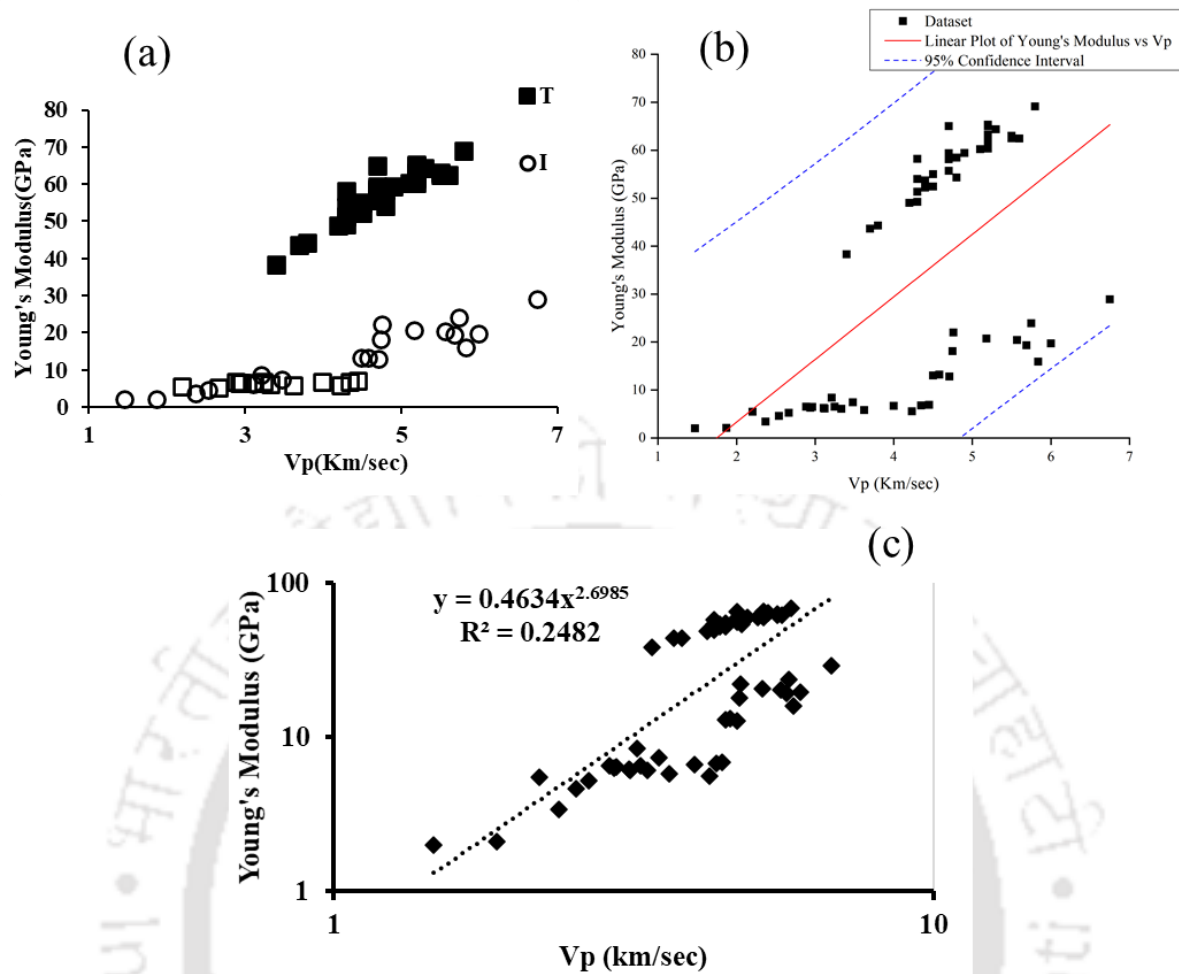 (a)
T
I
80
70
60
50
40
30
20
10
0
Young's Modulus(GPa)
1
3
5
7
Vp(Km/sec)
Dataset
Linear Plot of Young's Modulus vs Vp
95% Confidence Interval
(b)
80
70
60
50
40
30
20
10
0
Young's Modulus (GPa)
1
2
3
4
5
6
7
Vp (Km/sec)
(c)
y = 0.4634x^2.6985
R² = 0.2482
100
10
1
Young's Modulus (GPa)
1
10
Vp (km/sec)